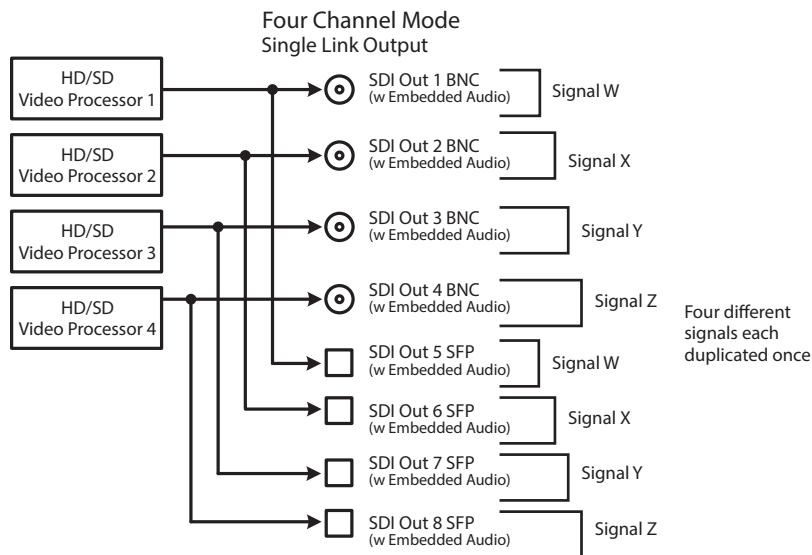 Four Channel Mode
Single Link Output
HD/SD
Video Processor 1
SDI Out 1 BNC
(w Embedded Audio)
Signal W
HD/SD
Video Processor 2
SDI Out 2 BNC
(w Embedded Audio)
Signal X
HD/SD
Video Processor 3
SDI Out 3 BNC
(w Embedded Audio)
Signal Y
HD/SD
Video Processor 4
SDI Out 4 BNC
(w Embedded Audio)
Signal Z
Four different
signals each
duplicated once
SDI Out 5 SFP
(w Embedded Audio)
Signal W
SDI Out 6 SFP
(w Embedded Audio)
Signal X
SDI Out 7 SFP
(w Embedded Audio)
Signal Y
SDI Out 8 SFP
(w Embedded Audio)
Signal Z